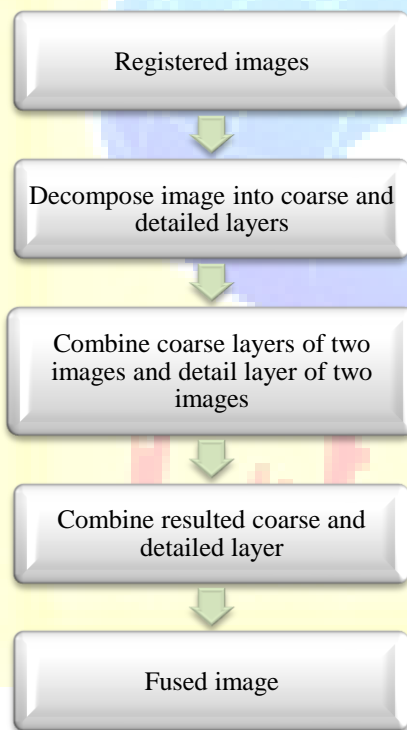 Registered images
Decompose image into coarse and
detailed layers
Combine coarse layers of two
images and detail layer of two
images
Combine resulted coarse and
detailed layer
Fused image